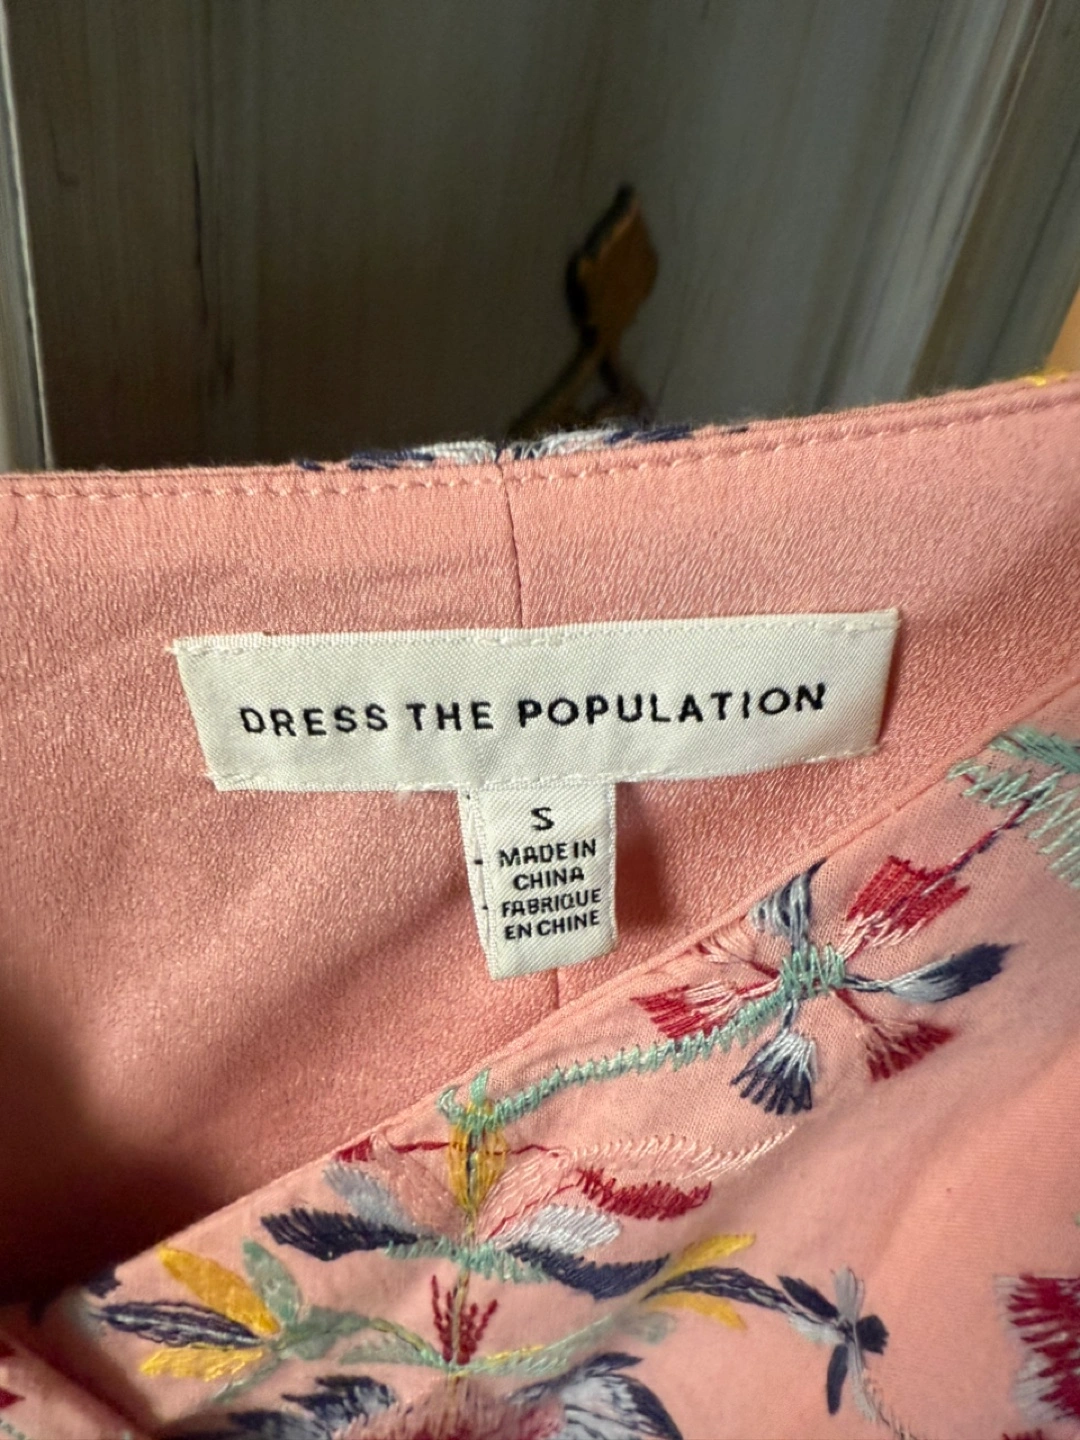 DRESS THE POPULATION
S
MADE IN
CHINA
FABRIQUE
EN CHINE